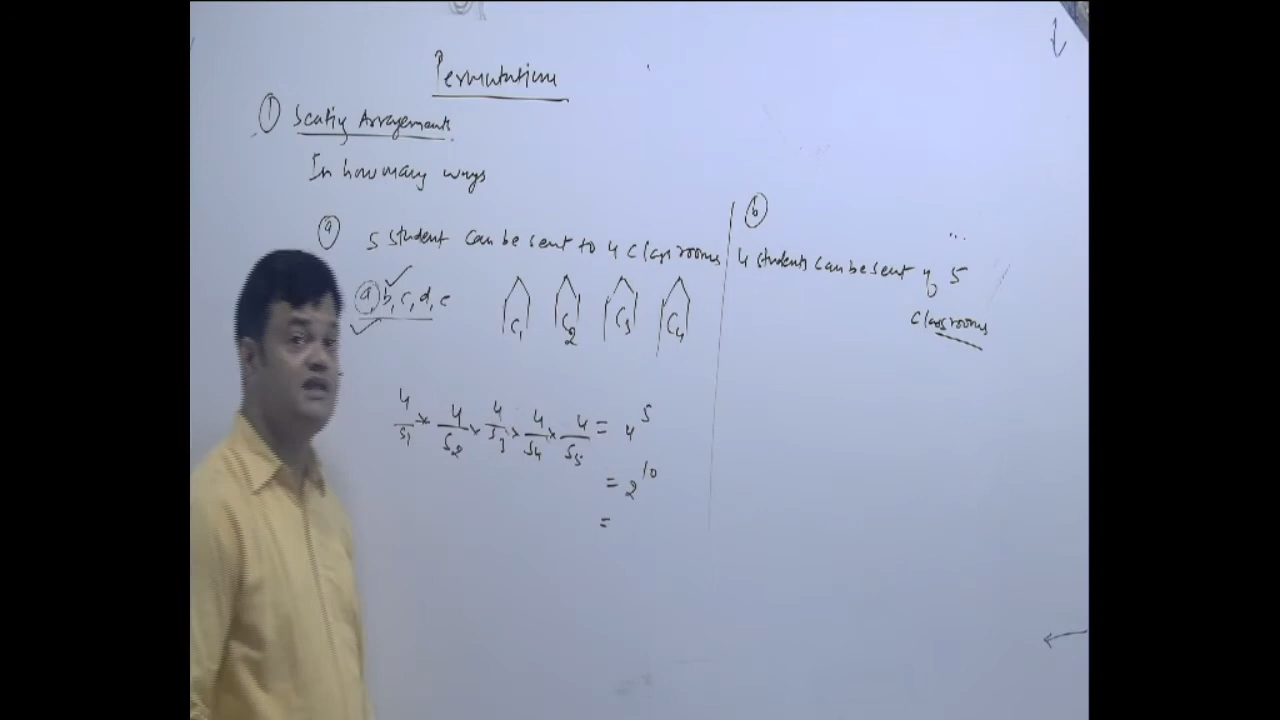 Permutations
① Seating Arrangements
In how many ways
ⓐ 5 student can be sent to 4 classrooms
ⓐ, b, c, d, e
C1 C2 C3 C4
4/S1 × 4/S2 × 4/S3 × 4/S4 × 4/S5 = 4^5
= 2^10
=
ⓑ
4 students can be sent to 5
classrooms